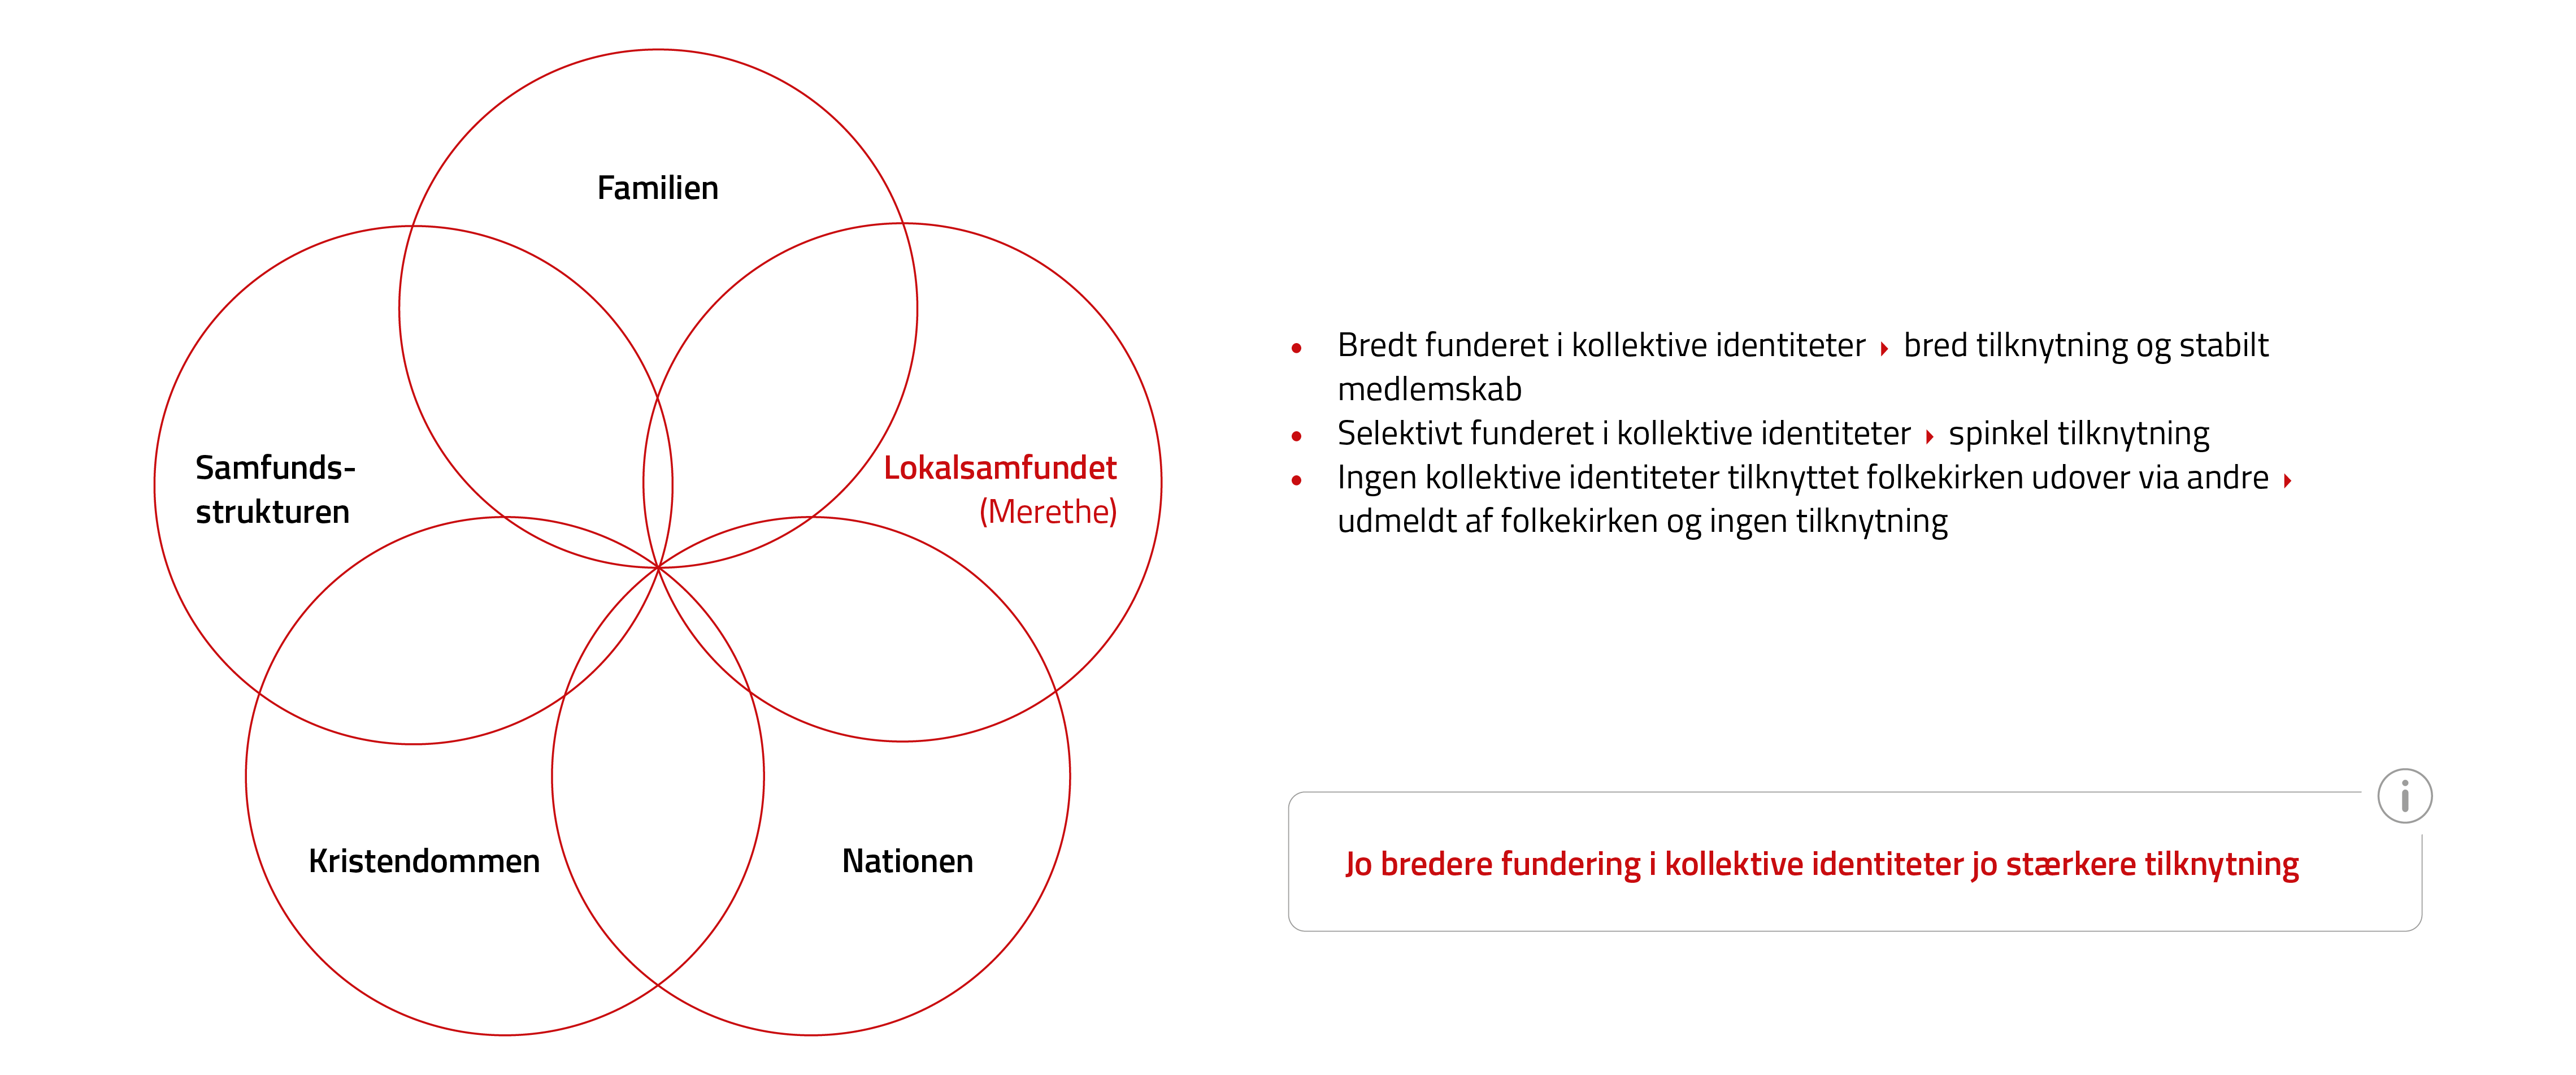 Familien
Samfunds-
strukturen
Lokalsamfundet
(Merethe)
Kristendommen
Nationen
• Bredt funderet i kollektive identiteter ▸ bred tilknytning og stabilt
medlemskab
• Selektivt funderet i kollektive identiteter ▸ spinkel tilknytning
• Ingen kollektive identiteter tilknyttet folkekirken udover via andre ▸
udmeldt af folkekirken og ingen tilknytning
i
Jo bredere fundering i kollektive identiteter jo stærkere tilknytning